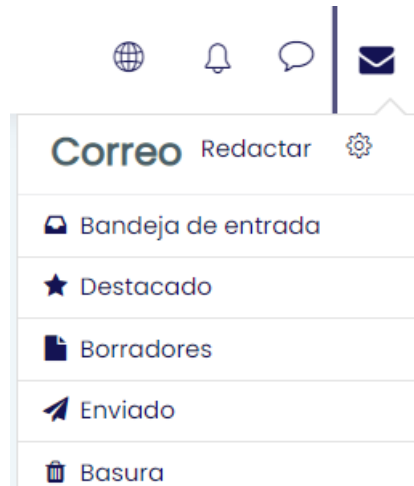 Correo Redactar
Bandeja de entrada
Destacado
Borradores
Enviado
Basura